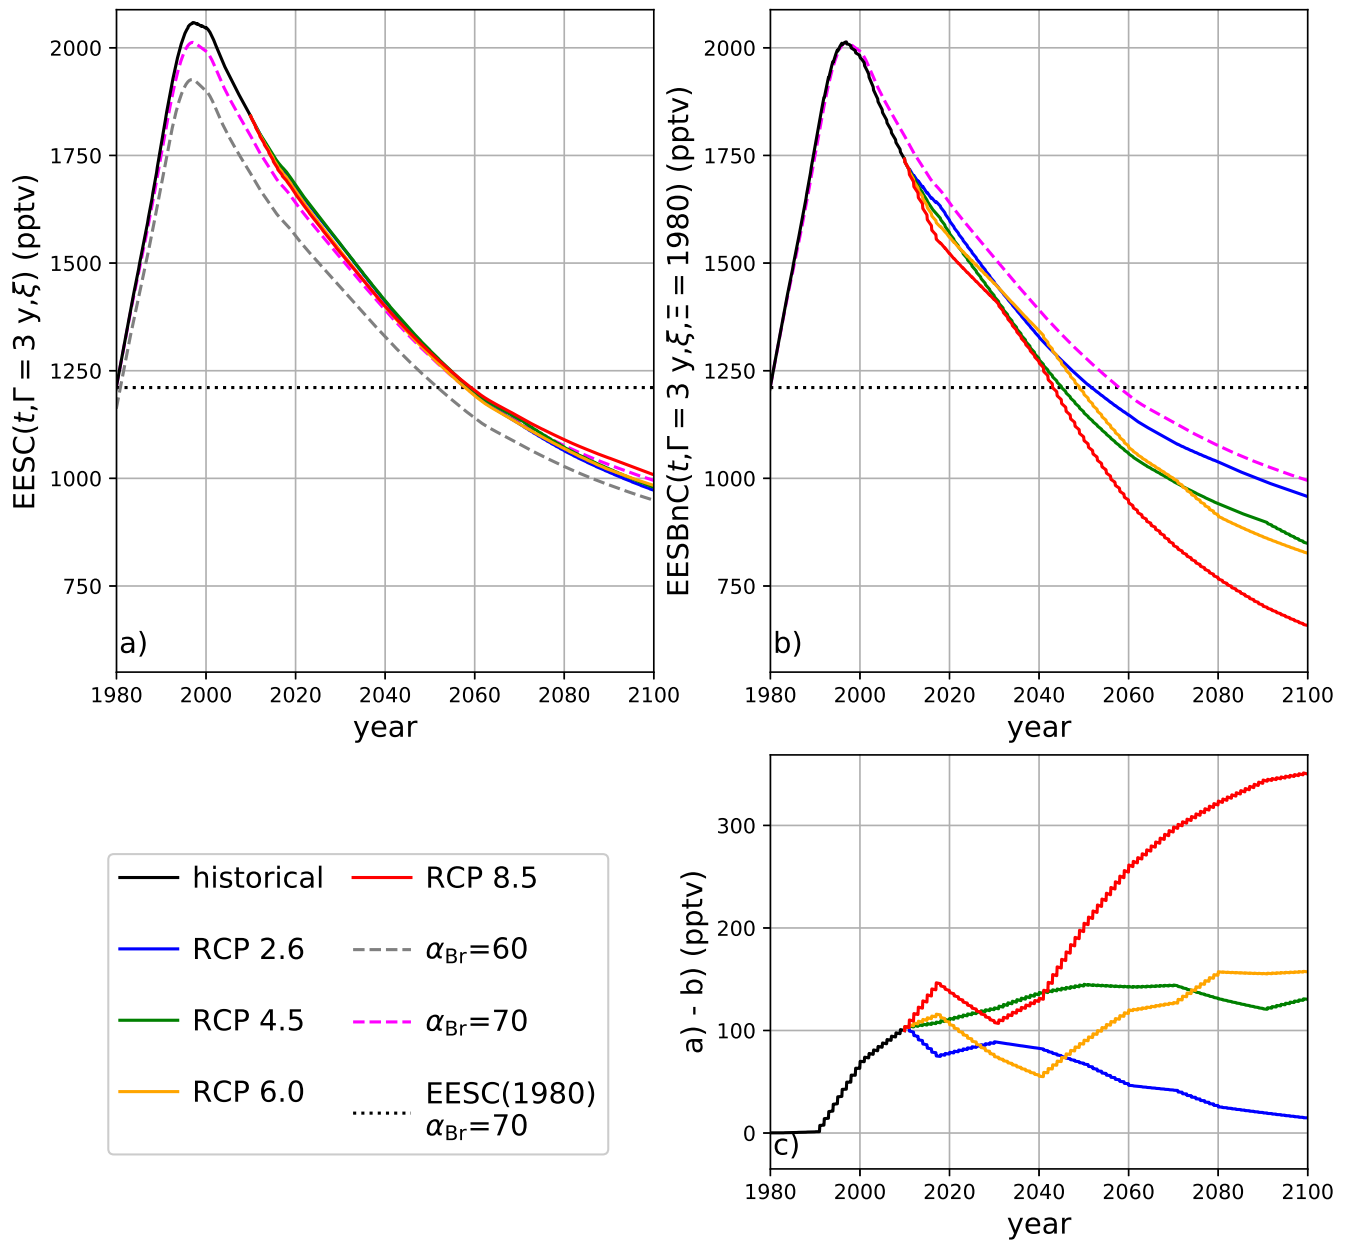 EESC(t,Γ = 3 y,ξ) (pptv)
2000
1750
1500
1250
1000
750
a)
1980 2000 2020 2040 2060 2080 2100
year
EESBnC(t,Γ = 3 y,ξ,Ξ = 1980) (pptv)
2000
1750
1500
1250
1000
750
b)
1980 2000 2020 2040 2060 2080 2100
year
historical
RCP 2.6
RCP 4.5
RCP 6.0
RCP 8.5
α_Br=60
α_Br=70
EESC(1980)
α_Br=70
a) - b) (pptv)
300
200
100
0
c)
1980 2000 2020 2040 2060 2080 2100
year